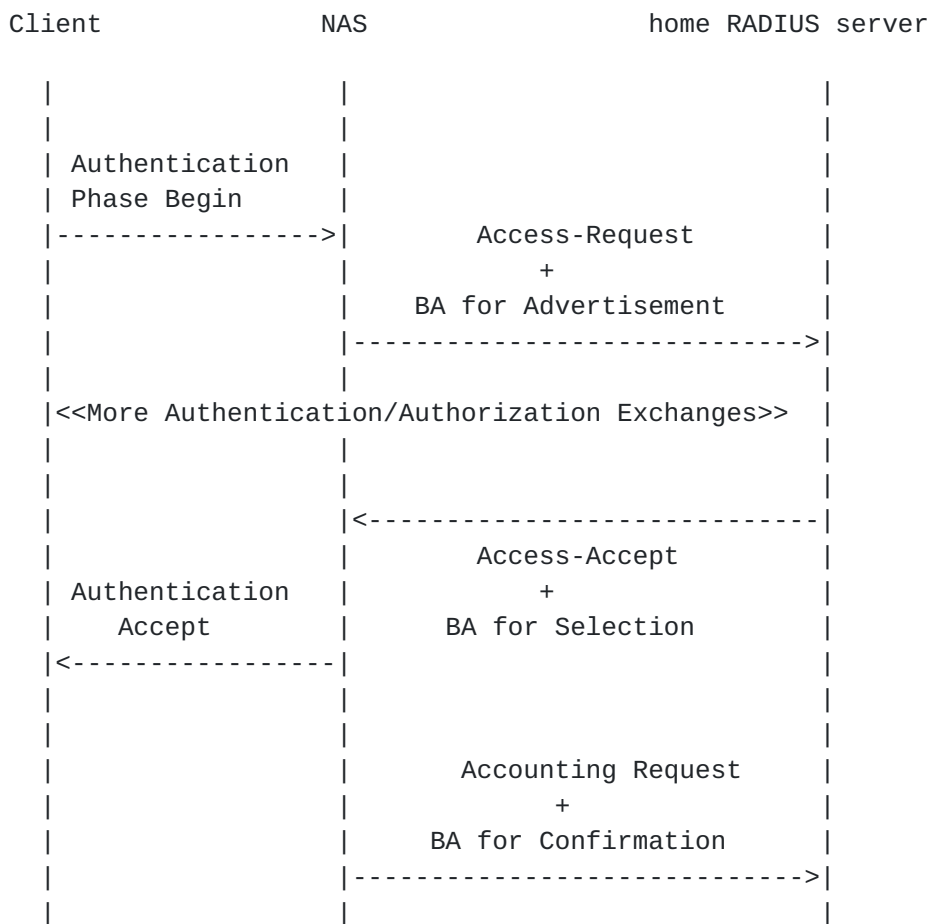 Client NAS home RADIUS server
Authentication
Phase Begin
Access-Request
+
BA for Advertisement
<<More Authentication/Authorization Exchanges>>
Access-Accept
Authentication +
Accept BA for Selection
Accounting Request
+
BA for Confirmation